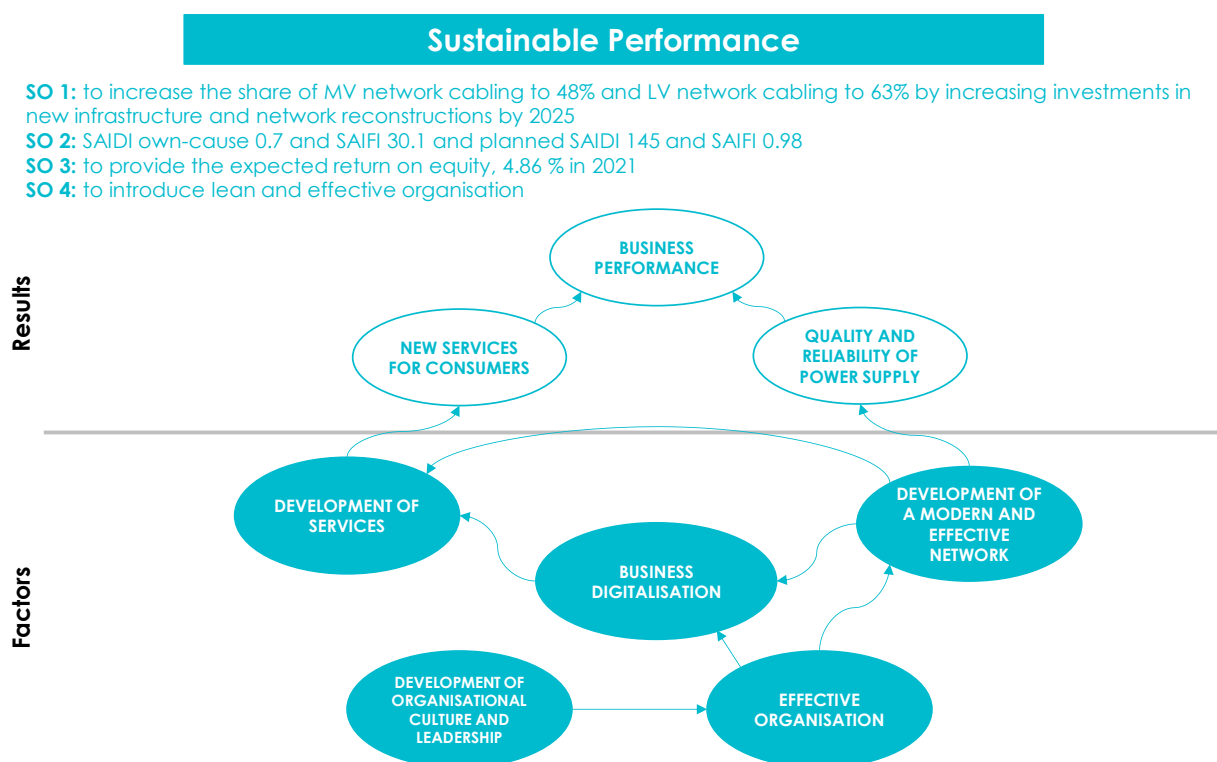 Sustainable Performance
SO 1: to increase the share of MV network cabling to 48% and LV network cabling to 63% by increasing investments in
new infrastructure and network reconstructions by 2025
SO 2: SAIDI own-cause 0.7 and SAIFI 30.1 and planned SAIDI 145 and SAIFI 0.98
SO 3: to provide the expected return on equity, 4.86 % in 2021
SO 4: to introduce lean and effective organisation
Results
BUSINESS
PERFORMANCE
NEW SERVICES
FOR CONSUMERS
QUALITY AND
RELIABILITY OF
POWER SUPPLY
Factors
DEVELOPMENT OF
SERVICES
DEVELOPMENT OF
A MODERN AND
EFFECTIVE
NETWORK
BUSINESS
DIGITALISATION
DEVELOPMENT OF
ORGANISATIONAL
CULTURE AND
LEADERSHIP
EFFECTIVE
ORGANISATION